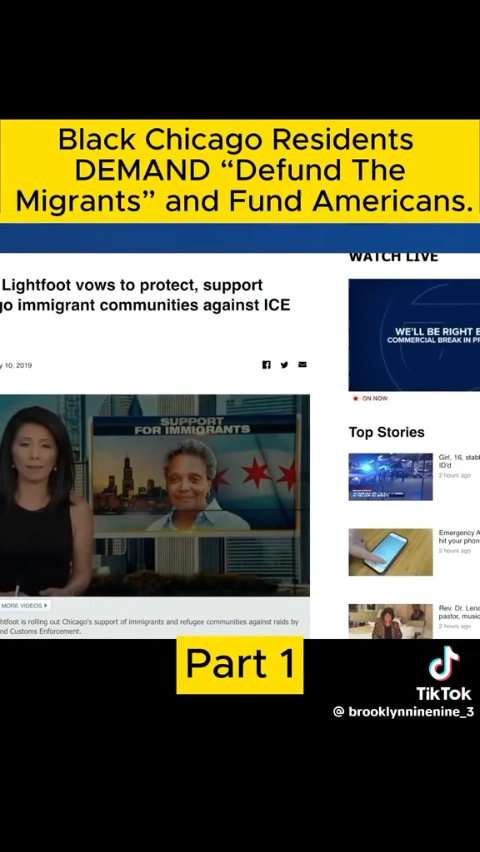 Black Chicago Residents
DEMAND “Defund The
Migrants” and Fund Americans.
WATCH LIVE
Lightfoot vows to protect, support
go immigrant communities against ICE
WE'LL BE RIGHT B
COMMERCIAL BREAK IN PR
y 10, 2019
ON NOW
SUPPORT
FOR IMMIGRANTS
Top Stories
Girl, 16, stab
ID'd
2 hours ago
Emergency A
hit your phon
2 hours ago
MORE VIDEOS
Rev. Dr. Lena
pastor, music
2 hours ago
htfoot is rolling out Chicago's support of immigrants and refugee communities against raids by
nd Customs Enforcement.
Part 1
TikTok
@ brooklynninenine_3